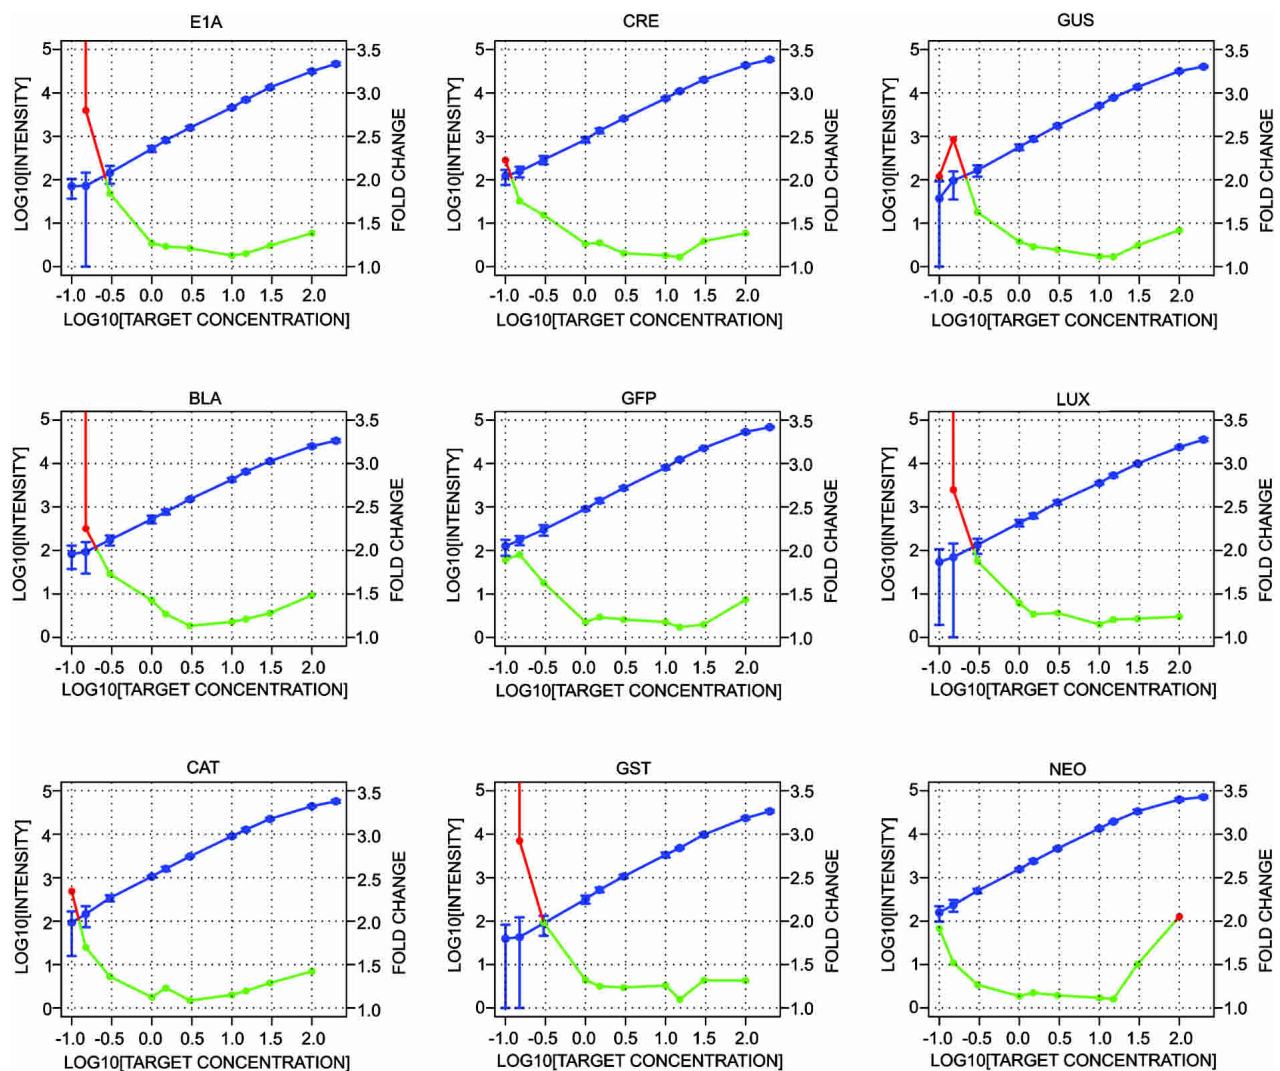 E1A CRE GUS
5 3.5 5 3.5 5 3.5
4 3.0 4 3.0 4 3.0
3 2.5 3 2.5 3 2.5
2 2.0 2 2.0 2 2.0
1 1.5 1 1.5 1 1.5
0 1.0 0 1.0 0 1.0
LOG10[INTENSITY] FOLD CHANGE LOG10[INTENSITY] FOLD CHANGE LOG10[INTENSITY] FOLD CHANGE
-1.0 -0.5 0.0 0.5 1.0 1.5 2.0 -1.0 -0.5 0.0 0.5 1.0 1.5 2.0 -1.0 -0.5 0.0 0.5 1.0 1.5 2.0
LOG10[TARGET CONCENTRATION] LOG10[TARGET CONCENTRATION] LOG10[TARGET CONCENTRATION]
BLA GFP LUX
5 3.5 5 3.5 5 3.5
4 3.0 4 3.0 4 3.0
3 2.5 3 2.5 3 2.5
2 2.0 2 2.0 2 2.0
1 1.5 1 1.5 1 1.5
0 1.0 0 1.0 0 1.0
LOG10[INTENSITY] FOLD CHANGE LOG10[INTENSITY] FOLD CHANGE LOG10[INTENSITY] FOLD CHANGE
-1.0 -0.5 0.0 0.5 1.0 1.5 2.0 -1.0 -0.5 0.0 0.5 1.0 1.5 2.0 -1.0 -0.5 0.0 0.5 1.0 1.5 2.0
LOG10[TARGET CONCENTRATION] LOG10[TARGET CONCENTRATION] LOG10[TARGET CONCENTRATION]
CAT GST NEO
5 3.5 5 3.5 5 3.5
4 3.0 4 3.0 4 3.0
3 2.5 3 2.5 3 2.5
2 2.0 2 2.0 2 2.0
1 1.5 1 1.5 1 1.5
0 1.0 0 1.0 0 1.0
LOG10[INTENSITY] FOLD CHANGE LOG10[INTENSITY] FOLD CHANGE LOG10[INTENSITY] FOLD CHANGE
-1.0 -0.5 0.0 0.5 1.0 1.5 2.0 -1.0 -0.5 0.0 0.5 1.0 1.5 2.0 -1.0 -0.5 0.0 0.5 1.0 1.5 2.0
LOG10[TARGET CONCENTRATION] LOG10[TARGET CONCENTRATION] LOG10[TARGET CONCENTRATION]